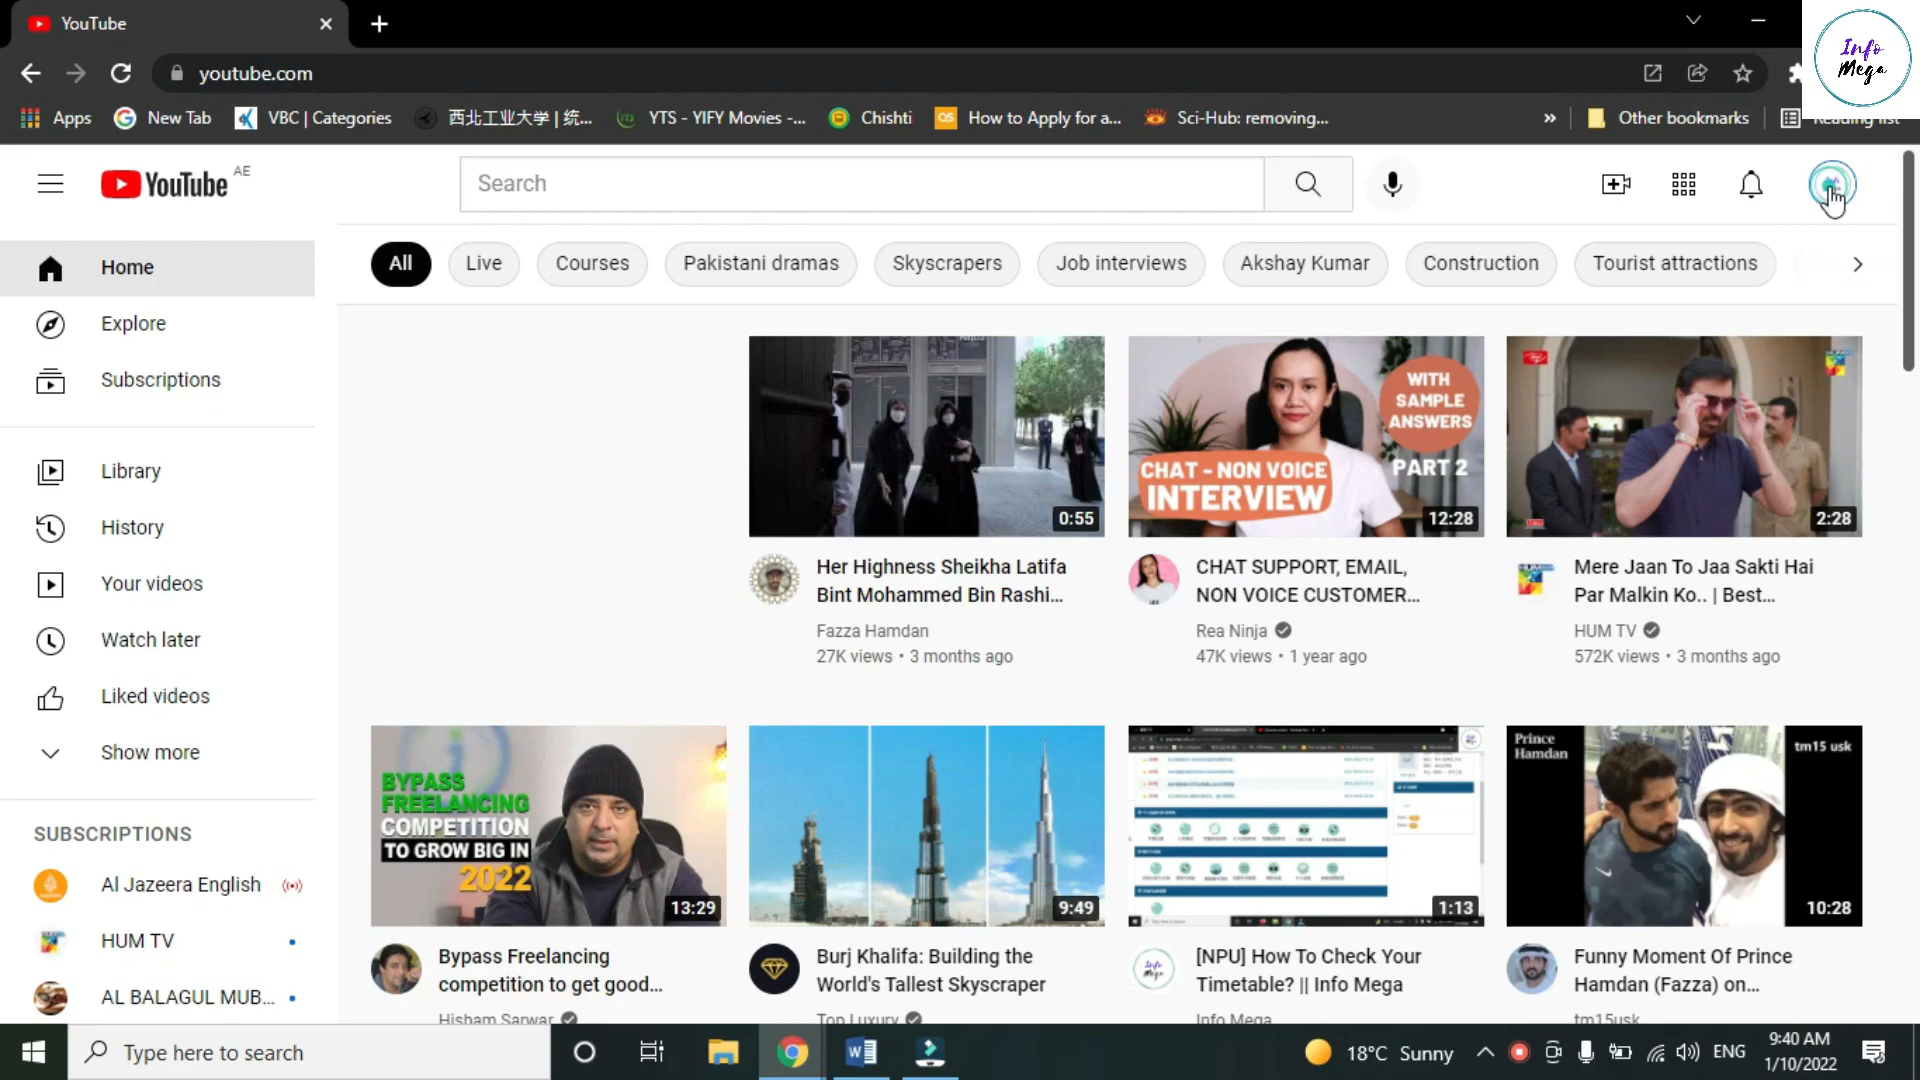 YouTube
youtube.com
Info
Mega
Apps
New Tab
VBC | Categories
西北工业大学 | 统...
YTS - YIFY Movies -...
Chishti
How to Apply for a...
Sci-Hub: removing...
»
Other bookmarks
Reading list
YouTube AE
Search
Home
Explore
Subscriptions
Library
History
Your videos
Watch later
Liked videos
Show more
SUBSCRIPTIONS
Al Jazeera English
HUM TV
AL BALAGUL MUB...
All
Live
Courses
Pakistani dramas
Skyscrapers
Job interviews
Akshay Kumar
Construction
Tourist attractions
0:55
Her Highness Sheikha Latifa
Bint Mohammed Bin Rashi...
Fazza Hamdan
27K views • 3 months ago
WITH
SAMPLE
ANSWERS
PART 2
CHAT - NON VOICE
INTERVIEW
12:28
CHAT SUPPORT, EMAIL,
NON VOICE CUSTOMER...
Rea Ninja
47K views • 1 year ago
2:28
Mere Jaan To Jaa Sakti Hai
Par Malkin Ko.. | Best...
HUM TV
572K views • 3 months ago
BYPASS
FREELANCING
COMPETITION
TO GROW BIG IN
2022
13:29
Bypass Freelancing
competition to get good...
Hisham Sarwar
9:49
Burj Khalifa: Building the
World's Tallest Skyscraper
Top Luxury
1:13
Info
Mega
[NPU] How To Check Your
Timetable? || Info Mega
Info Mega
Prince
Hamdan
tm15 usk
10:28
Funny Moment Of Prince
Hamdan (Fazza) on...
tm15usk
Type here to search
18°C Sunny
ENG
9:40 AM
1/10/2022